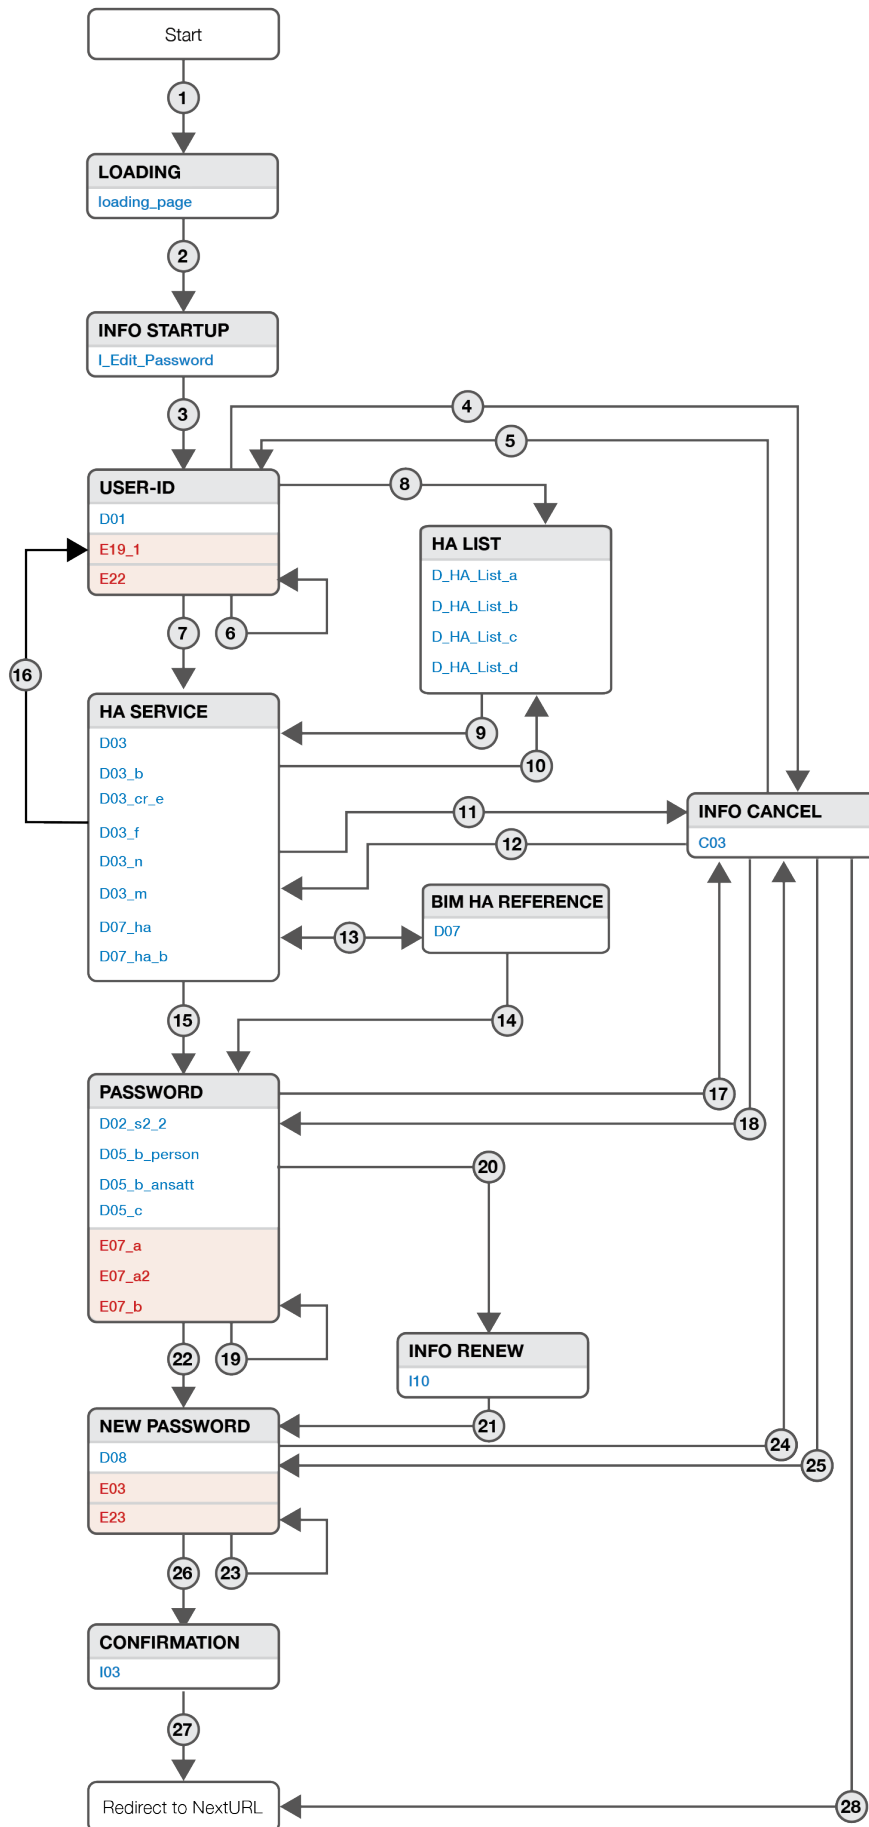 Start
1
LOADING
loading_page
2
INFO STARTUP
I_Edit_Password
3
4
5
USER-ID
D01
E19_1
E22
8
HA LIST
D_HA_List_a
D_HA_List_b
D_HA_List_c
D_HA_List_d
7
6
16
HA SERVICE
D03
D03_b
D03_cr_e
D03_f
D03_n
D03_m
D07_ha
D07_ha_b
9
10
11
12
INFO CANCEL
C03
BIM HA REFERENCE
D07
13
14
15
PASSWORD
D02_s2_2
D05_b_person
D05_b_ansatt
D05_c
E07_a
E07_a2
E07_b
17
18
20
22
19
INFO RENEW
I10
21
NEW PASSWORD
D08
E03
E23
24
25
26
23
CONFIRMATION
I03
27
Redirect to NextURL
28